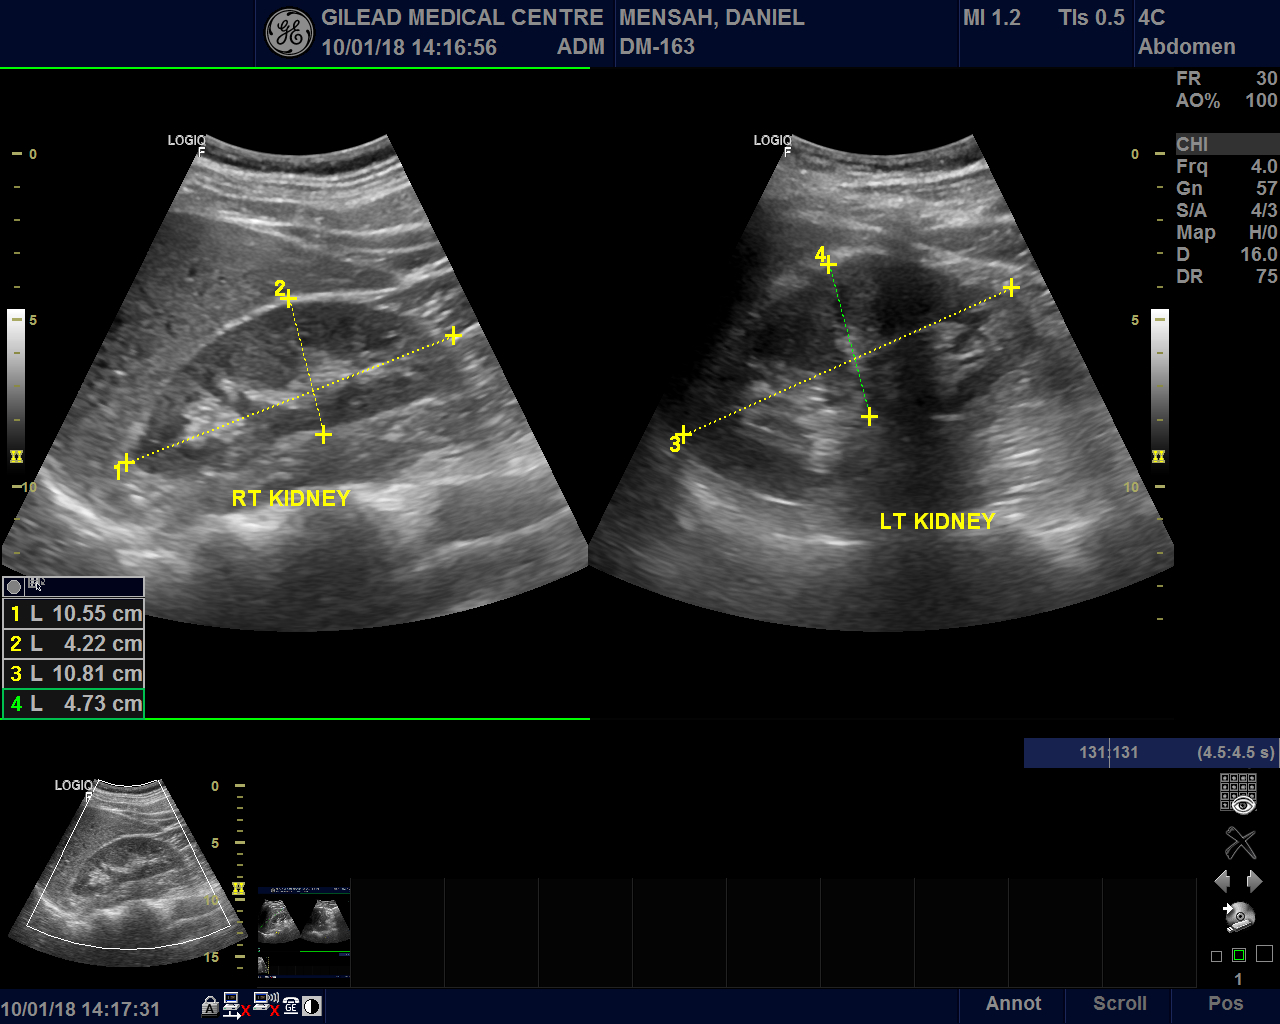 GILEAD MEDICAL CENTRE
10/01/18 14:16:56 ADM
MENSAH, DANIEL
DM-163
MI 1.2 TIs 0.5
4C
Abdomen
FR 30
AO% 100
CHI
Frq 4.0
Gn 57
S/A 4/3
Map H/0
D 16.0
DR 75
LOGIQ
F
0
5
10
1
2
RT KIDNEY
LOGIQ
F
0
5
10
3
4
LT KIDNEY
1 L 10.55 cm
2 L 4.22 cm
3 L 10.81 cm
4 L 4.73 cm
131:131 (4.5:4.5 s)
LOGIQ
F
0
5
10
15
1
10/01/18 14:17:31
A
GE
Annot
Scroll
Pos